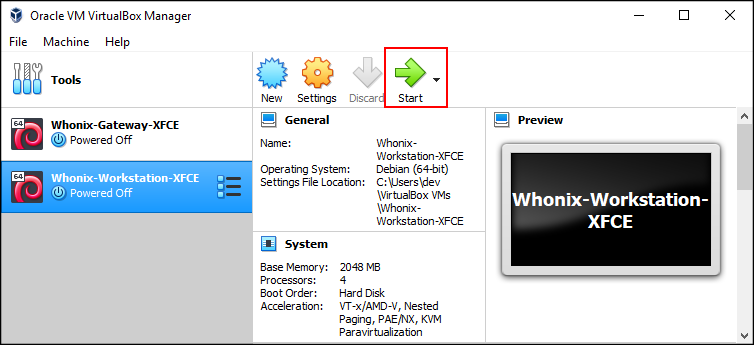 Oracle VM VirtualBox Manager
File Machine Help
Tools
New Settings Discard Start
64
Whonix-Gateway-XFCE
Powered Off
64
Whonix-Workstation-XFCE
Powered Off
General
Name: Whonix-
Workstation-XFCE
Operating System: Debian (64-bit)
Settings File Location: C:\Users\dev
\VirtualBox VMs
\Whonix-
Workstation-XFCE
System
Base Memory: 2048 MB
Processors: 4
Boot Order: Hard Disk
Acceleration: VT-x/AMD-V, Nested
Paging, PAE/NX, KVM
Paravirtualization
Preview
Whonix-Workstation-
XFCE